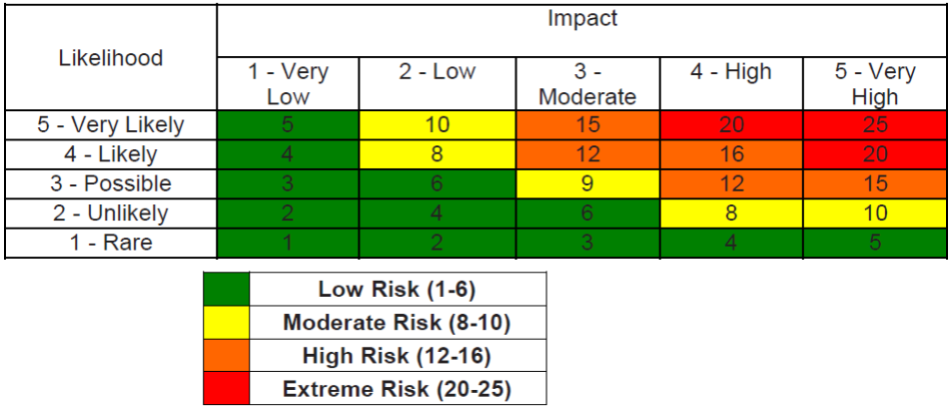 Impact
Likelihood
1 - Very Low
2 - Low
3 - Moderate
4 - High
5 - Very High
5 - Very Likely 5 10 15 20 25
4 - Likely 4 8 12 16 20
3 - Possible 3 6 9 12 15
2 - Unlikely 2 4 6 8 10
1 - Rare 1 2 3 4 5
Low Risk (1-6)
Moderate Risk (8-10)
High Risk (12-16)
Extreme Risk (20-25)